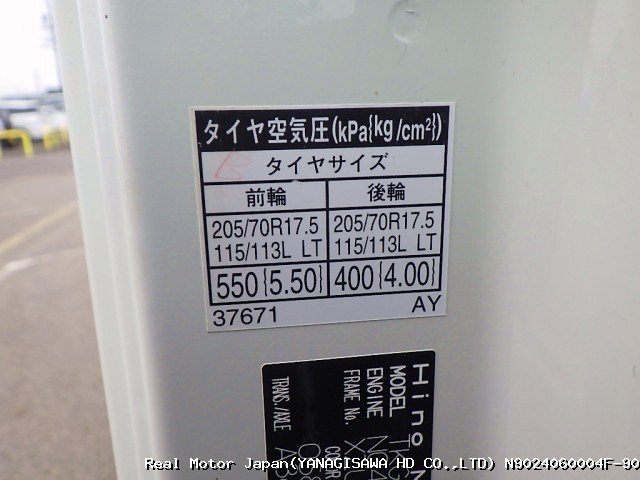 タイヤ空気圧(kPa{kg/cm²})
タイヤサイズ
前輪 後輪
205/70R17.5 205/70R17.5
115/113L LT 115/113L LT
550{5.50} 400{4.00}
37671 AY
Hino
MODEL
ENGINE
FRAME No.
COLOR
TRANS./AXLE
Real Motor Japan(YANAGISAWA HD CO.,LTD) N9024060004F-90